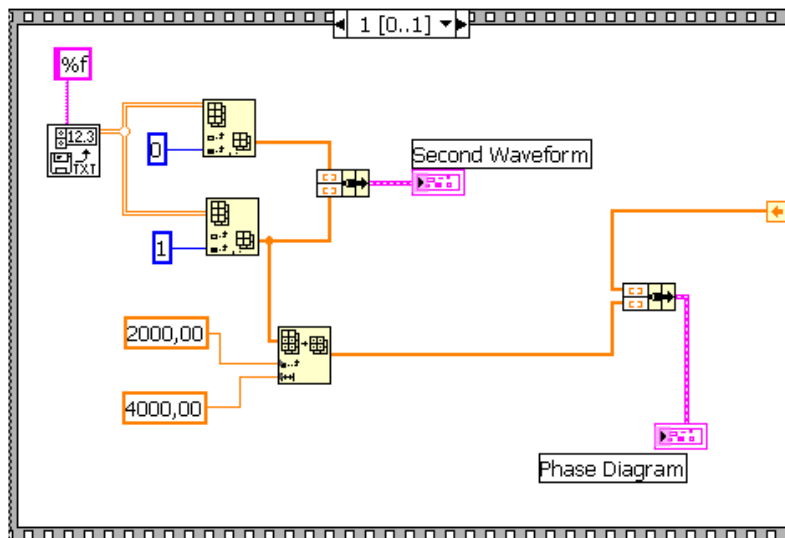 1 [0..1]
%f
12.3
TXT
0
Second Waveform
1
2000,00
4000,00
Phase Diagram